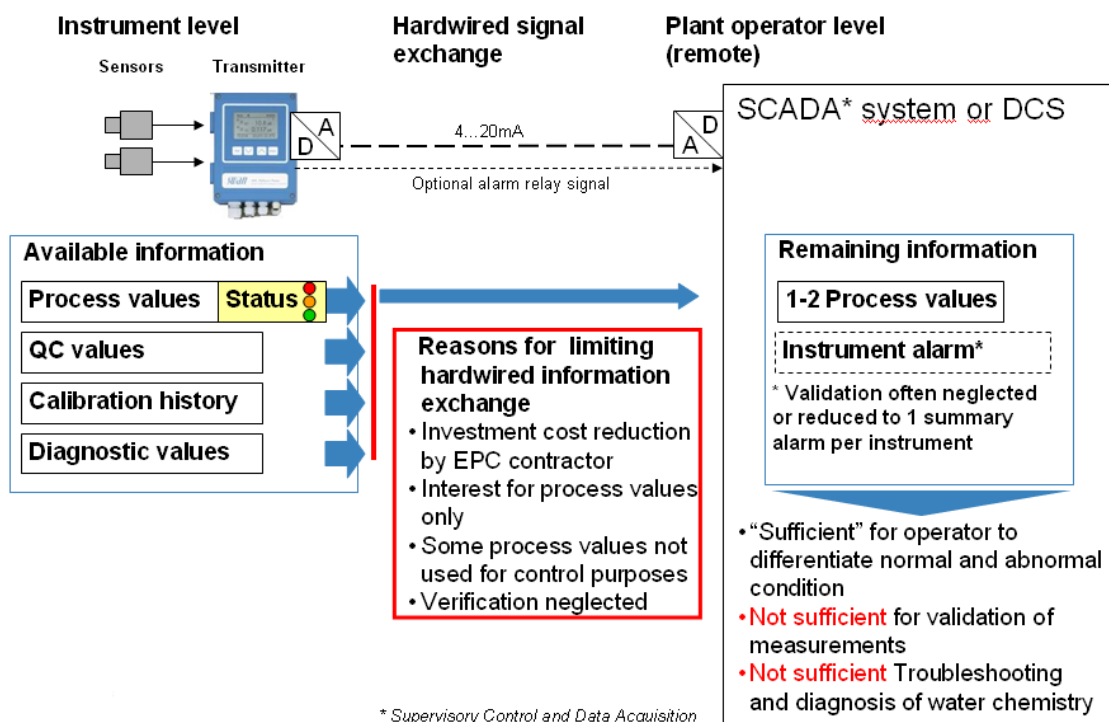 Instrument level
Hardwired signal
exchange
Plant operator level
(remote)
Sensors
Transmitter
A
D
4...20mA
Optional alarm relay signal
D
A
SCADA* system or DCS
Available information
Process values
Status
QC values
Calibration history
Diagnostic values
Reasons for limiting
hardwired information
exchange
• Investment cost reduction
by EPC contractor
• Interest for process values
only
• Some process values not
used for control purposes
• Verification neglected
Remaining information
1-2 Process values
Instrument alarm*
* Validation often neglected
or reduced to 1 summary
alarm per instrument
• “Sufficient” for operator to
differentiate normal and abnormal
condition
• Not sufficient for validation of
measurements
• Not sufficient Troubleshooting
and diagnosis of water chemistry
* Supervisory Control and Data Acquisition